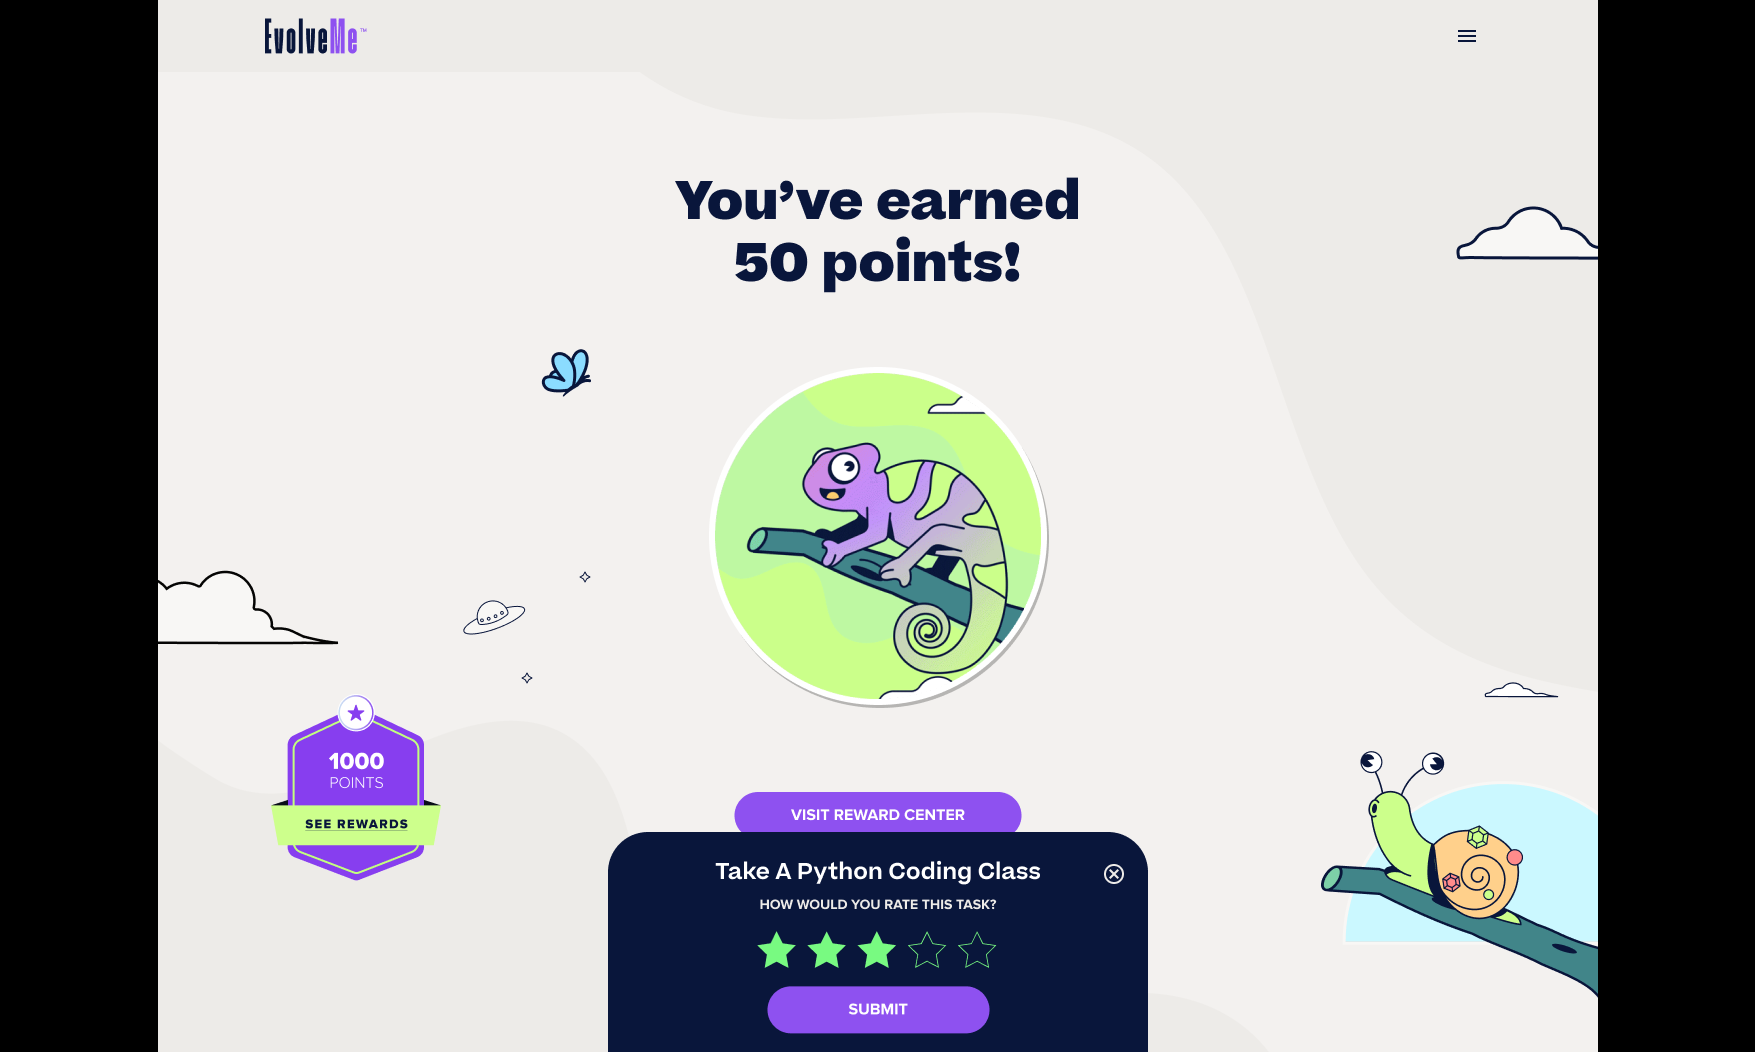 EvolveMe™
You've earned
50 points!
1000
POINTS
SEE REWARDS
VISIT REWARD CENTER
Take A Python Coding Class
HOW WOULD YOU RATE THIS TASK?
SUBMIT